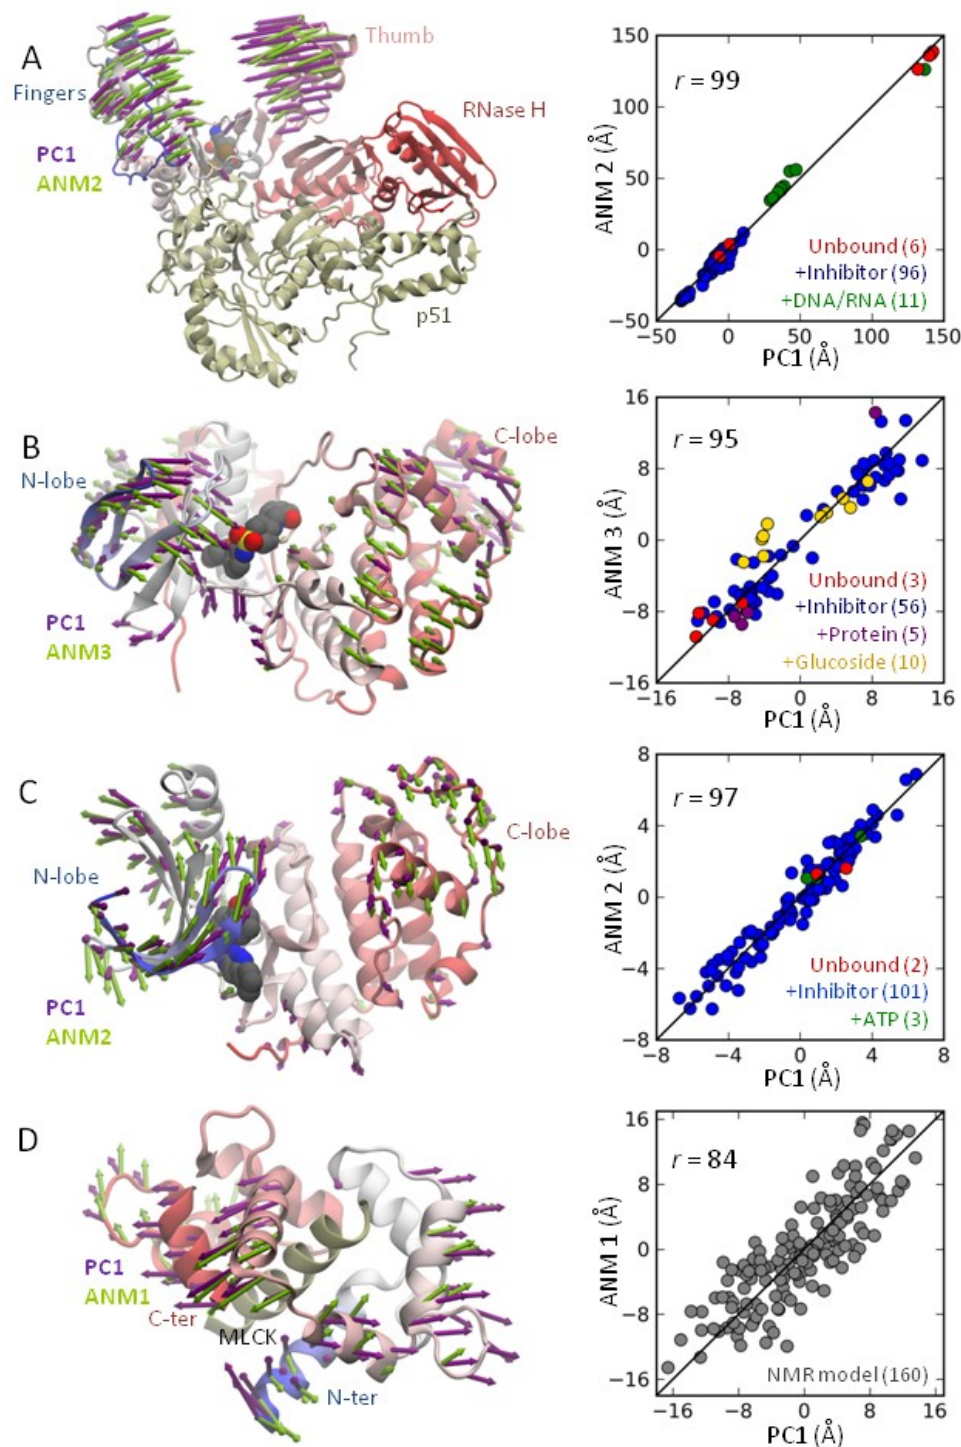 A
Thumb
Fingers
RNase H
PC1
ANM2
p51
r = 99
150
100
50
0
−50
ANM 2 (Å)
Unbound (6)
+Inhibitor (96)
+DNA/RNA (11)
−50 0 50 100 150
PC1 (Å)
B
C-lobe
N-lobe
PC1
ANM3
r = 95
16
8
0
−8
−16
ANM 3 (Å)
Unbound (3)
+Inhibitor (56)
+Protein (5)
+Glucoside (10)
−16 −8 0 8 16
PC1 (Å)
C
C-lobe
N-lobe
PC1
ANM2
r = 97
8
4
0
−4
−8
ANM 2 (Å)
Unbound (2)
+Inhibitor (101)
+ATP (3)
−8 −4 0 4 8
PC1 (Å)
D
PC1
ANM1
C-ter
MLCK
N-ter
r = 84
16
8
0
−8
−16
ANM 1 (Å)
NMR model (160)
−16 −8 0 8 16
PC1 (Å)